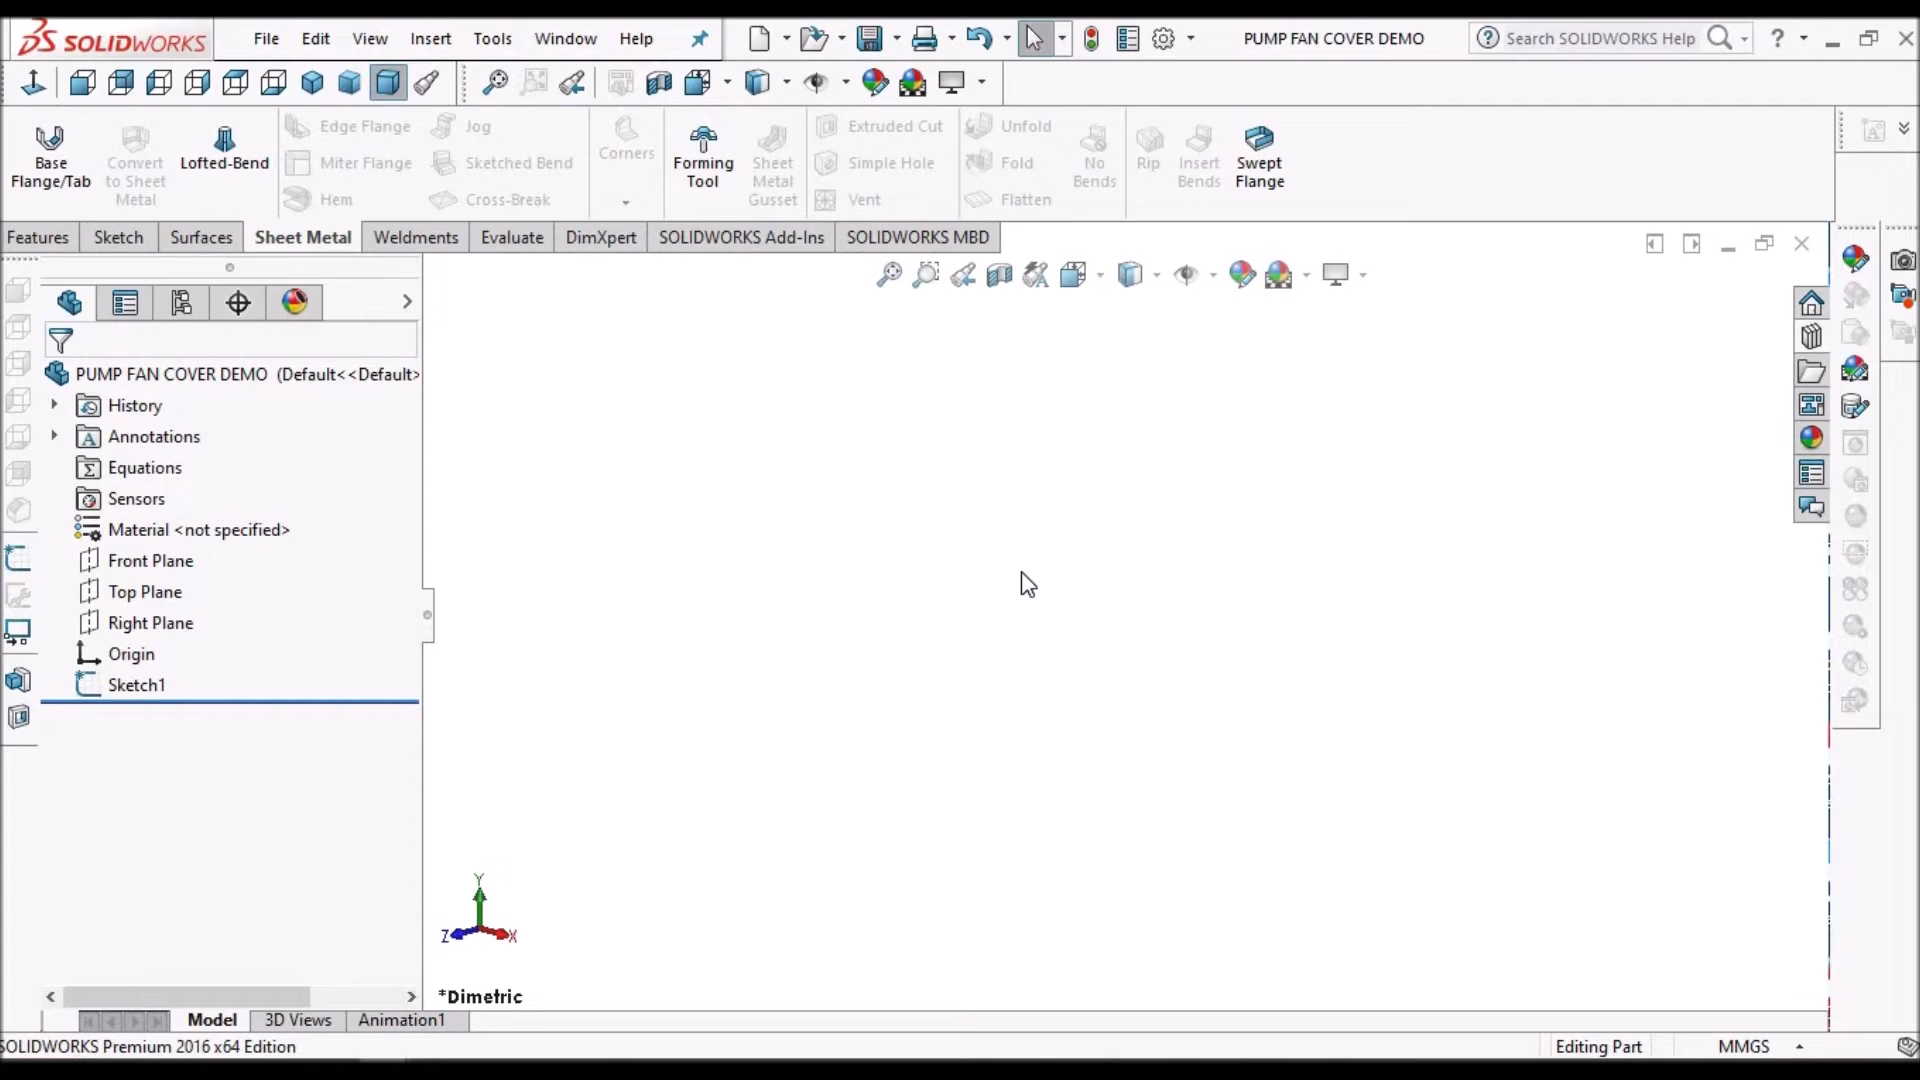 DS SOLIDWORKS File Edit View Insert Tools Window Help PUMP FAN COVER DEMO Search SOLIDWORKS Help
Base Flange/Tab
Convert to Sheet Metal
Lofted-Bend
Edge Flange
Miter Flange
Hem
Jog
Sketched Bend
Cross-Break
Corners
Forming Tool
Sheet Metal Gusset
Extruded Cut
Simple Hole
Vent
Unfold
Fold
Flatten
No Bends
Rip
Insert Bends
Swept Flange
Features Sketch Surfaces Sheet Metal Weldments Evaluate DimXpert SOLIDWORKS Add-Ins SOLIDWORKS MBD
PUMP FAN COVER DEMO (Default<<Default>
History
Annotations
Equations
Sensors
Material <not specified>
Front Plane
Top Plane
Right Plane
Origin
Sketch1
Y
Z X
*Dimetric
Model 3D Views Animation1
SOLIDWORKS Premium 2016 x64 Edition Editing Part MMGS